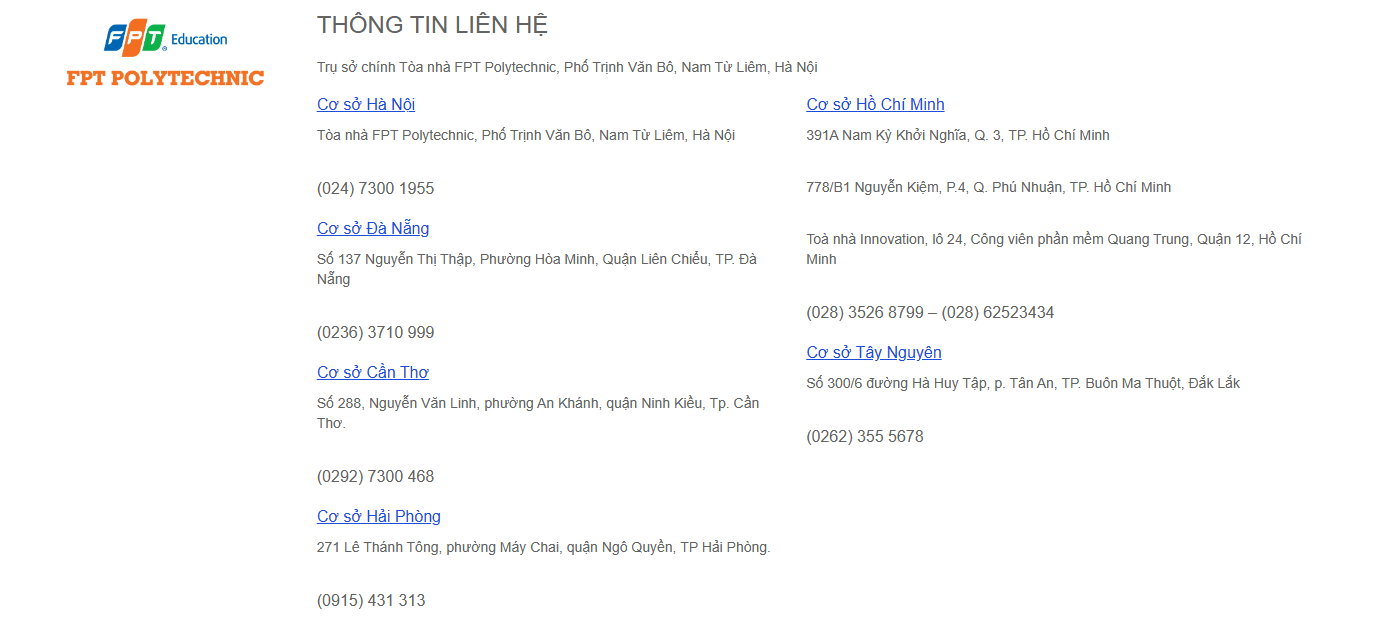 FPT Education
FPT POLYTECHNIC
THÔNG TIN LIÊN HỆ
Trụ sở chính Tòa nhà FPT Polytechnic, Phố Trịnh Văn Bô, Nam Từ Liêm, Hà Nội
Cơ sở Hà Nội
Tòa nhà FPT Polytechnic, Phố Trịnh Văn Bô, Nam Từ Liêm, Hà Nội
(024) 7300 1955
Cơ sở Đà Nẵng
Số 137 Nguyễn Thị Thập, Phường Hòa Minh, Quận Liên Chiểu, TP. Đà
Nẵng
(0236) 3710 999
Cơ sở Cần Thơ
Số 288, Nguyễn Văn Linh, phường An Khánh, quận Ninh Kiều, Tp. Cần
Thơ.
(0292) 7300 468
Cơ sở Hải Phòng
271 Lê Thánh Tông, phường Máy Chai, quận Ngô Quyền, TP Hải Phòng.
(0915) 431 313
Cơ sở Hồ Chí Minh
391A Nam Kỳ Khởi Nghĩa, Q. 3, TP. Hồ Chí Minh
778/B1 Nguyễn Kiệm, P.4, Q. Phú Nhuận, TP. Hồ Chí Minh
Toà nhà Innovation, lô 24, Công viên phần mềm Quang Trung, Quận 12, Hồ Chí
Minh
(028) 3526 8799 – (028) 62523434
Cơ sở Tây Nguyên
Số 300/6 đường Hà Huy Tập, p. Tân An, TP. Buôn Ma Thuột, Đắk Lắk
(0262) 355 5678